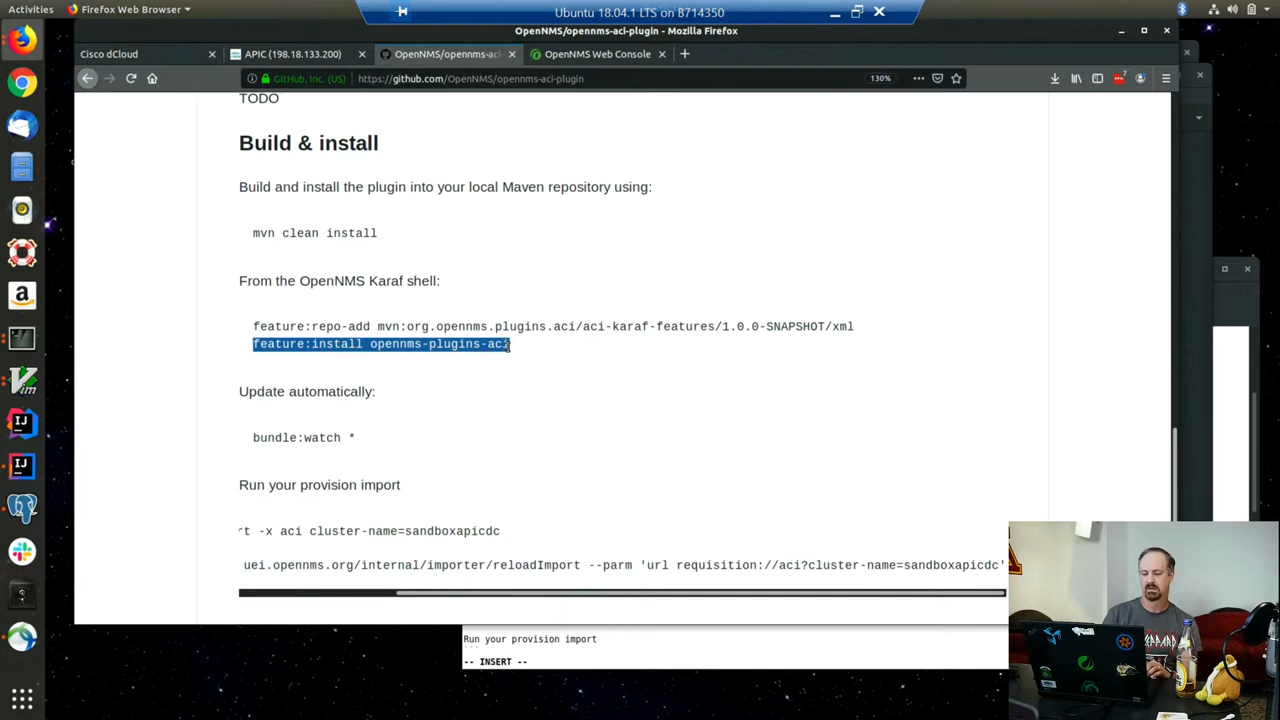 Activities
Firefox Web Browser
Ubuntu 18.04.1 LTS on B714350
OpenNMS/opennms-aci-plugin - Mozilla Firefox
Cisco dCloud
APIC (198.18.133.200)
OpenNMS/opennms-aci-
OpenNMS Web Console
GitHub, Inc. (US)
https://github.com/OpenNMS/opennms-aci-plugin
130%
TODO
Build & install
Build and install the plugin into your local Maven repository using:
mvn clean install
From the OpenNMS Karaf shell:
feature:repo-add mvn:org.opennms.plugins.aci/aci-karaf-features/1.0.0-SNAPSHOT/xml
feature:install opennms-plugins-aci
Update automatically:
bundle:watch *
Run your provision import
rt -x aci cluster-name=sandboxapicdc
uei.opennms.org/internal/importer/reloadImport --parm 'url requisition://aci?cluster-name=sandboxapicdc'
Run your provision import
-- INSERT --